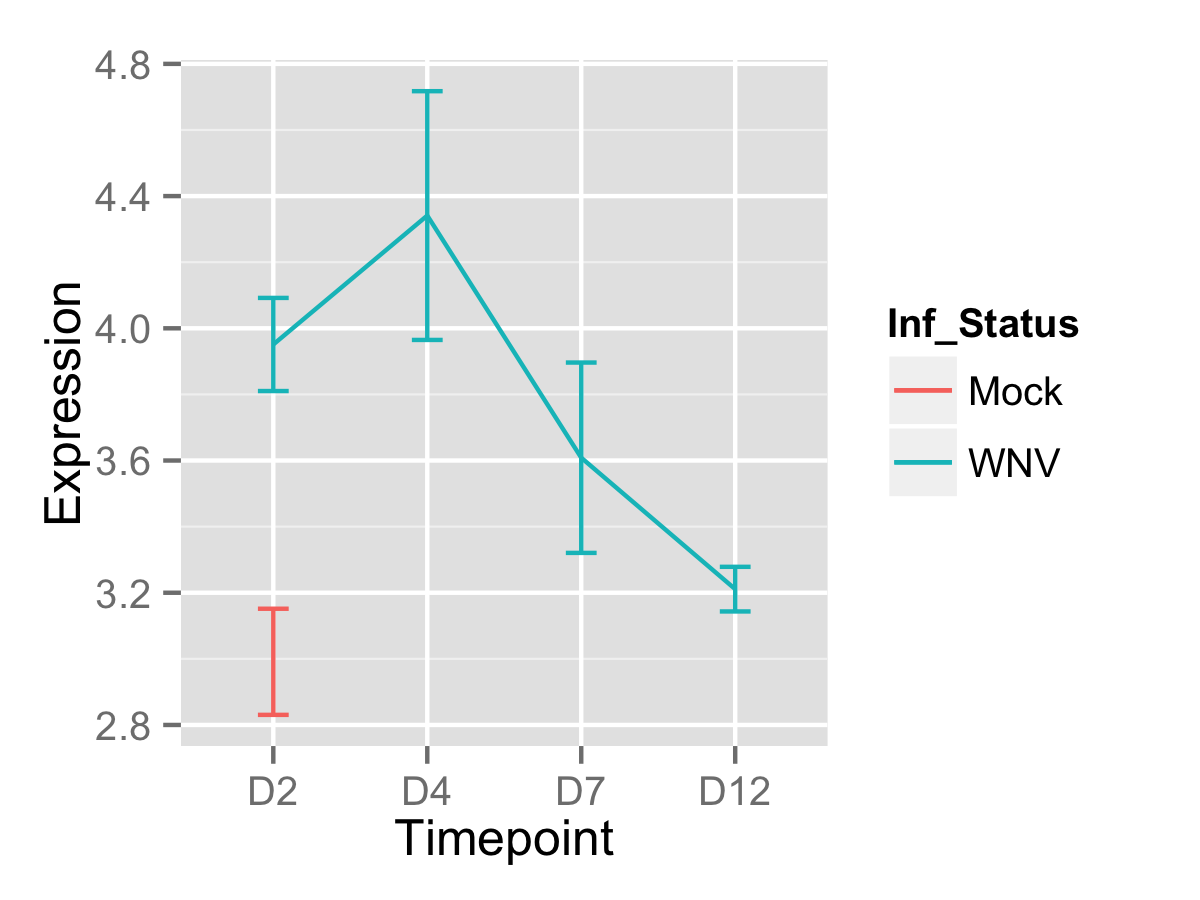 4.8
4.4
4.0
3.6
3.2
2.8
Expression
D2 D4 D7 D12
Timepoint
Inf_Status
Mock
WNV